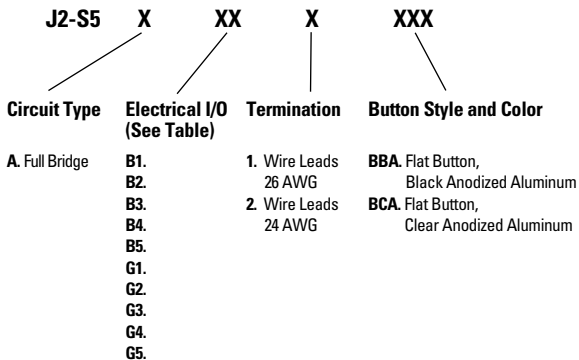 J2-S5 X XX X XXX
Circuit Type
A. Full Bridge
Electrical I/O
(See Table)
B1.
B2.
B3.
B4.
B5.
G1.
G2.
G3.
G4.
G5.
Termination
1. Wire Leads
26 AWG
2. Wire Leads
24 AWG
Button Style and Color
BBA. Flat Button,
Black Anodized Aluminum
BCA. Flat Button,
Clear Anodized Aluminum